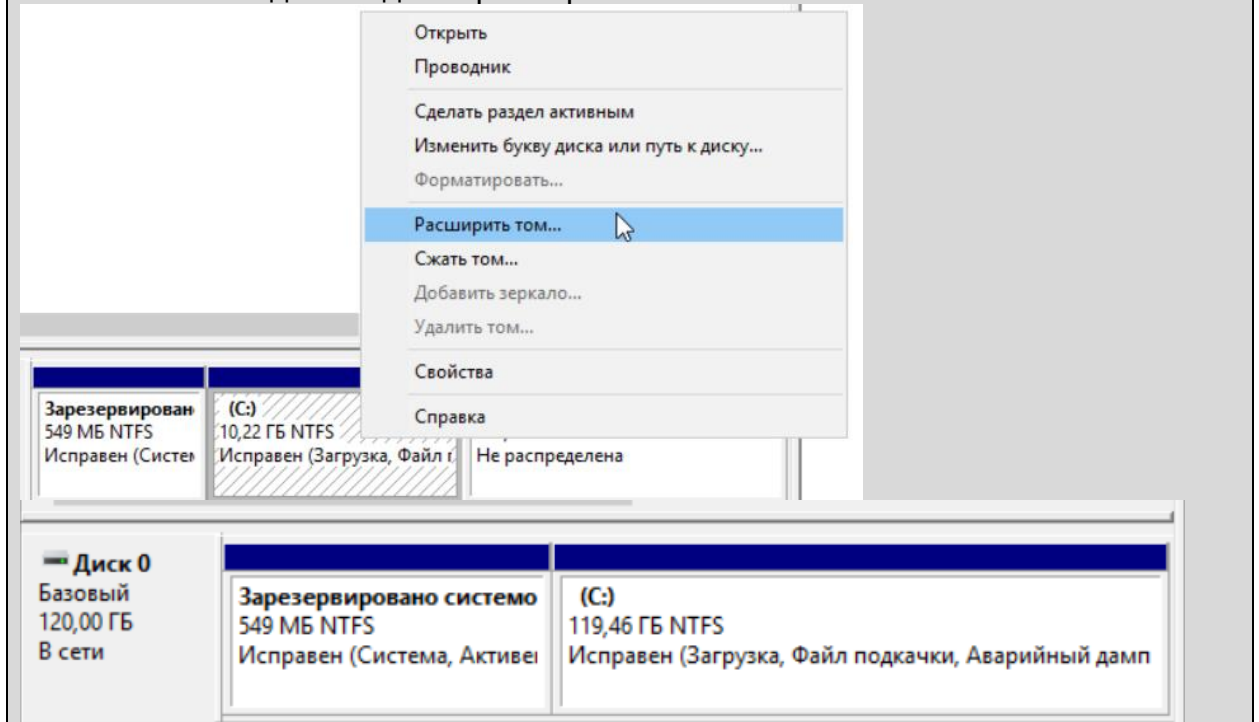 Открыть
Проводник
Сделать раздел активным
Изменить букву диска или путь к диску...
Форматировать...
Расширить том...
Сжать том...
Добавить зеркало...
Удалить том...
Свойства
Справка
Зарезервирован
549 МБ NTFS
Исправен (Систем
(C:)
10,22 ГБ NTFS
Исправен (Загрузка, Файл п
Не распределена
Диск 0
Базовый
120,00 ГБ
В сети
Зарезервировано системо
549 МБ NTFS
Исправен (Система, Активен
(C:)
119,46 ГБ NTFS
Исправен (Загрузка, Файл подкачки, Аварийный дамп